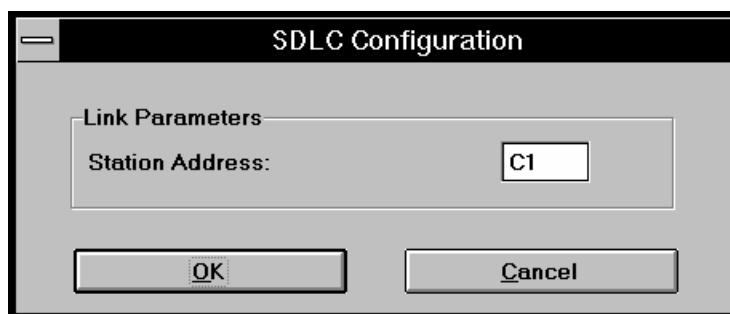 SDLC Configuration
Link Parameters
Station Address: C1
OK Cancel